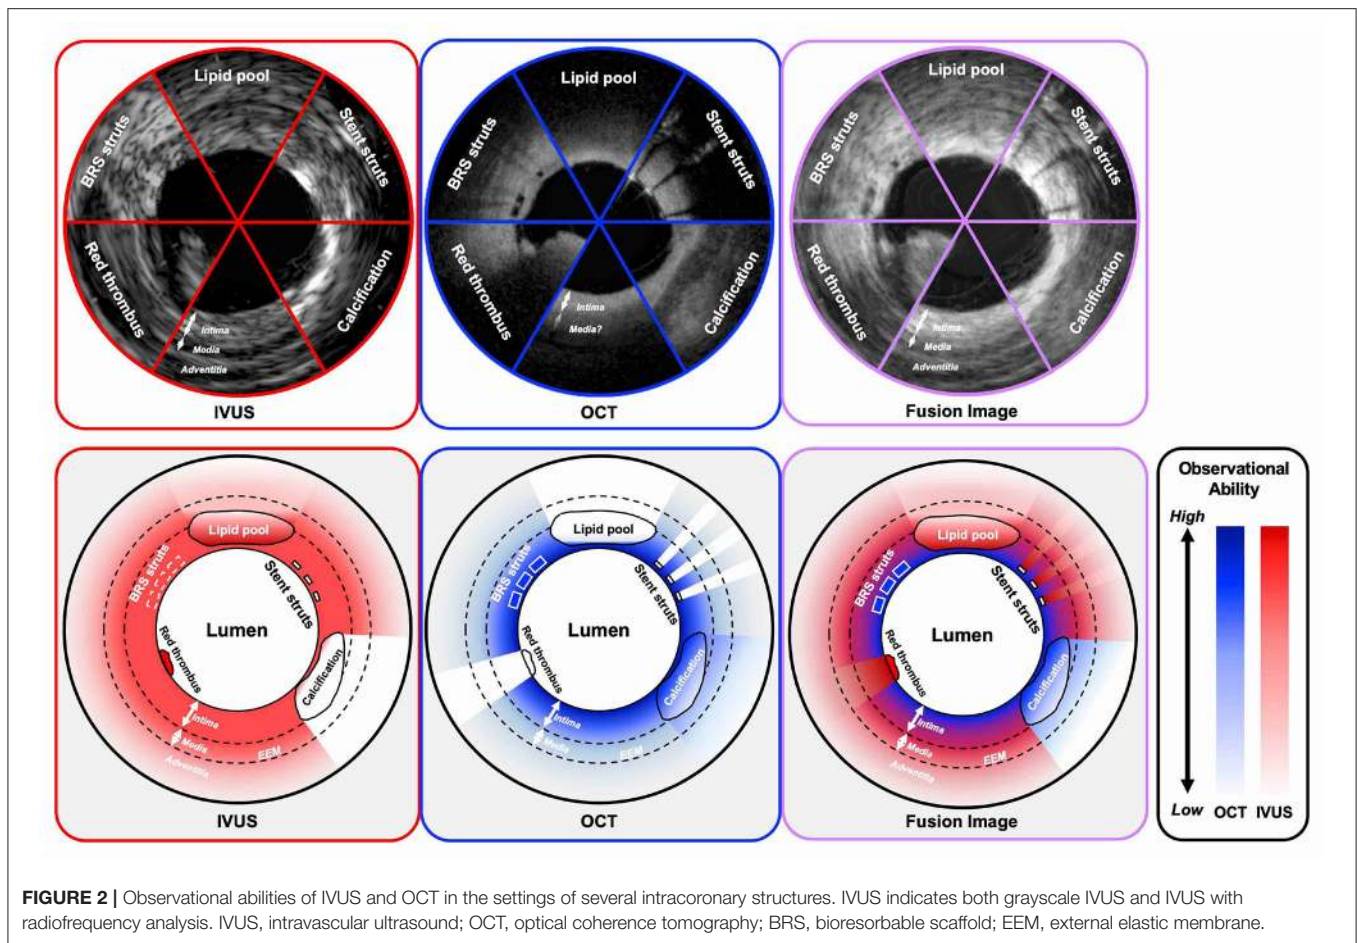 Lipid pool
BRS struts
Stent struts
Red thrombus
Calcification
Intima
Media
Adventitia
IVUS
Lipid pool
BRS struts
Stent struts
Red thrombus
Calcification
Intima
Media?
OCT
Lipid pool
BRS struts
Stent struts
Red thrombus
Calcification
Intima
Media
Adventitia
Fusion Image
Lipid pool
BRS struts
Stent struts
Lumen
Red thrombus
Calcification
Intima
Media
EEM
Adventitia
IVUS
Lipid pool
BRS struts
Stent struts
Lumen
Red thrombus
Calcification
Intima
Media
EEM
OCT
Lipid pool
BRS struts
Stent struts
Lumen
Red thrombus
Calcification
Intima
Media
EEM
Adventitia
Fusion Image
Observational
Ability
High
Low OCT IVUS
FIGURE 2 | Observational abilities of IVUS and OCT in the settings of several intracoronary structures. IVUS indicates both grayscale IVUS and IVUS with
radiofrequency analysis. IVUS, intravascular ultrasound; OCT, optical coherence tomography; BRS, bioresorbable scaffold; EEM, external elastic membrane.